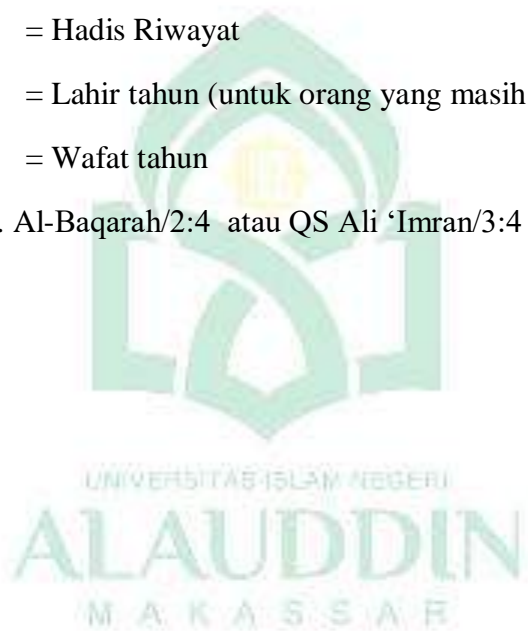 = Hadis Riwayat
= Lahir tahun (untuk orang yang masih
= Wafat tahun
. Al-Baqarah/2:4 atau QS Ali ‘Imran/3:4
UNIVERSITAS ISLAM NEGERI
ALAUDDIN
MAKASSAR